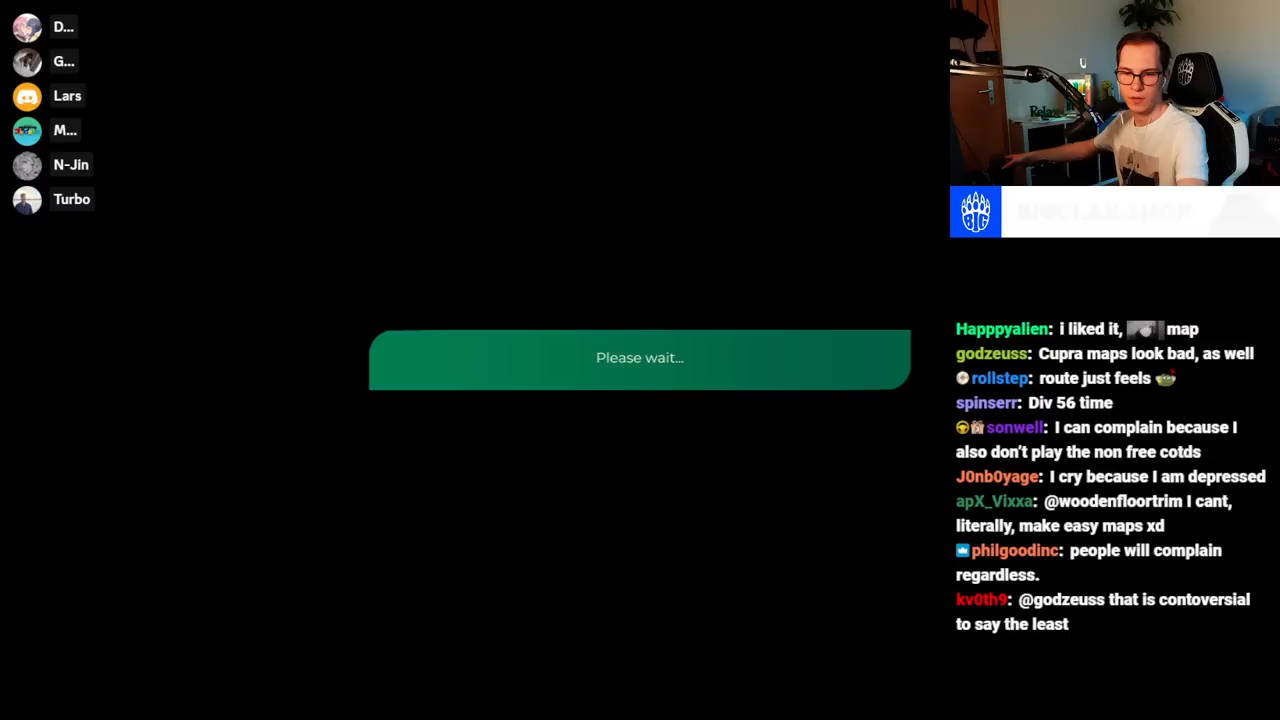 D...
G...
Lars
M...
N-Jin
Turbo
Relax
BIG
BIG
Please wait...
Happpyalien: i liked it, map
godzeuss: Cupra maps look bad, as well
rollstep: route just feels
spinserr: Div 56 time
sonwell: I can complain because I
also don't play the non free cotds
J0nb0yage: I cry because I am depressed
apX_Vixxa: @woodenfloortrim I cant,
literally, make easy maps xd
philgoodinc: people will complain
regardless.
kv0th9: @godzeuss that is contoversial
to say the least